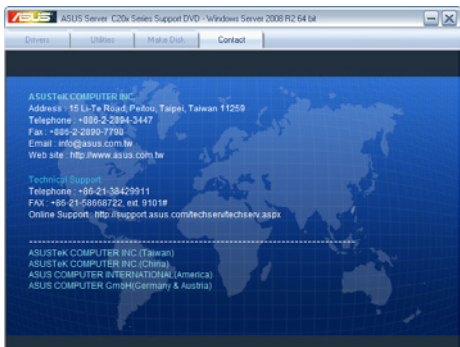 ASUS Server C20x Series Support DVD - Windows Server 2008 R2 64 bit
Drivers Utilities Make Disk Contact
ASUSTeK COMPUTER INC.
Address : 15 Li-Te Road, Peitou, Taipei, Taiwan 11259
Telephone : +886-2-2894-3447
Fax : +886-2-2890-7798
Email : info@asus.com.tw
Web site : http://www.asus.com.tw
Technical Support
Telephone : +86-21-38429911
FAX : +86-21-58668722, ext. 9101#
Online Support : http://support.asus.com/techserv/techserv.aspx
ASUSTeK COMPUTER INC.(Taiwan)
ASUSTeK COMPUTER INC.(China)
ASUS COMPUTER INTERNATIONAL(America)
ASUS COMPUTER GmbH(Germany & Austria)